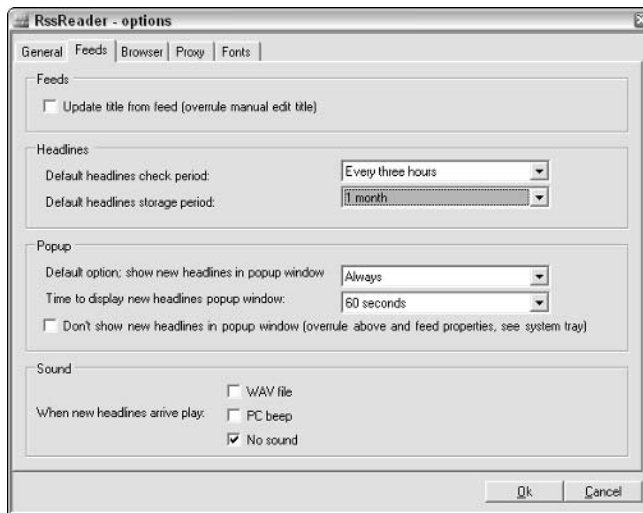 RssReader - options
General Feeds Browser Proxy Fonts
Feeds
Update title from feed (overrule manual edit title)
Headlines
Default headlines check period: Every three hours
Default headlines storage period: 1 month
Popup
Default option; show new headlines in popup window Always
Time to display new headlines popup window: 60 seconds
Don't show new headlines in popup window (overrule above and feed properties, see system tray)
Sound
WAV file
When new headlines arrive play: PC beep
No sound
Ok Cancel